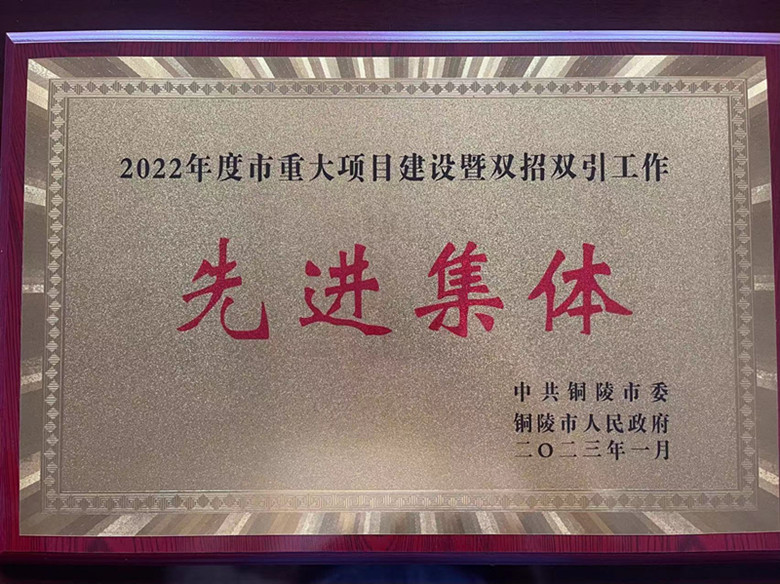 2022年度市重大项目建设暨双招双引工作
先进集体
中共铜陵市委
铜陵市人民政府
二〇二三年一月